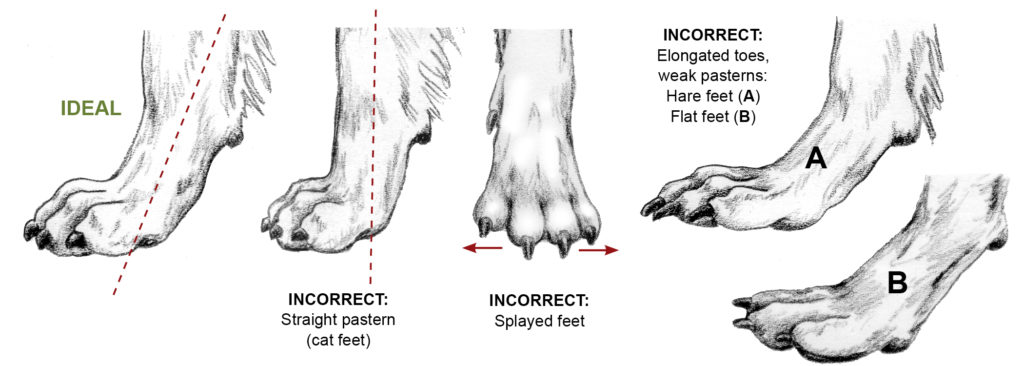 IDEAL
INCORRECT:
Straight pastern
(cat feet)
INCORRECT:
Splayed feet
INCORRECT:
Elongated toes,
weak pasterns:
Hare feet (A)
Flat feet (B)
A
B